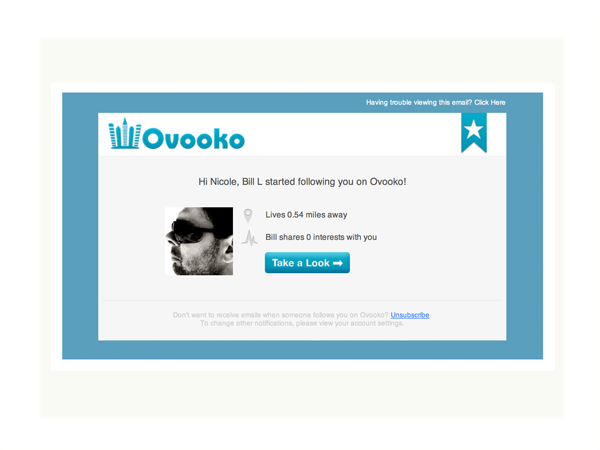 Having trouble viewing this email? Click Here
Ovooko
Hi Nicole, Bill L started following you on Ovooko!
Lives 0.54 miles away
Bill shares 0 interests with you
Take a Look
Don't want to receive emails when someone follows you on Ovooko? Unsubscribe.
To change other notifications, please view your account settings.